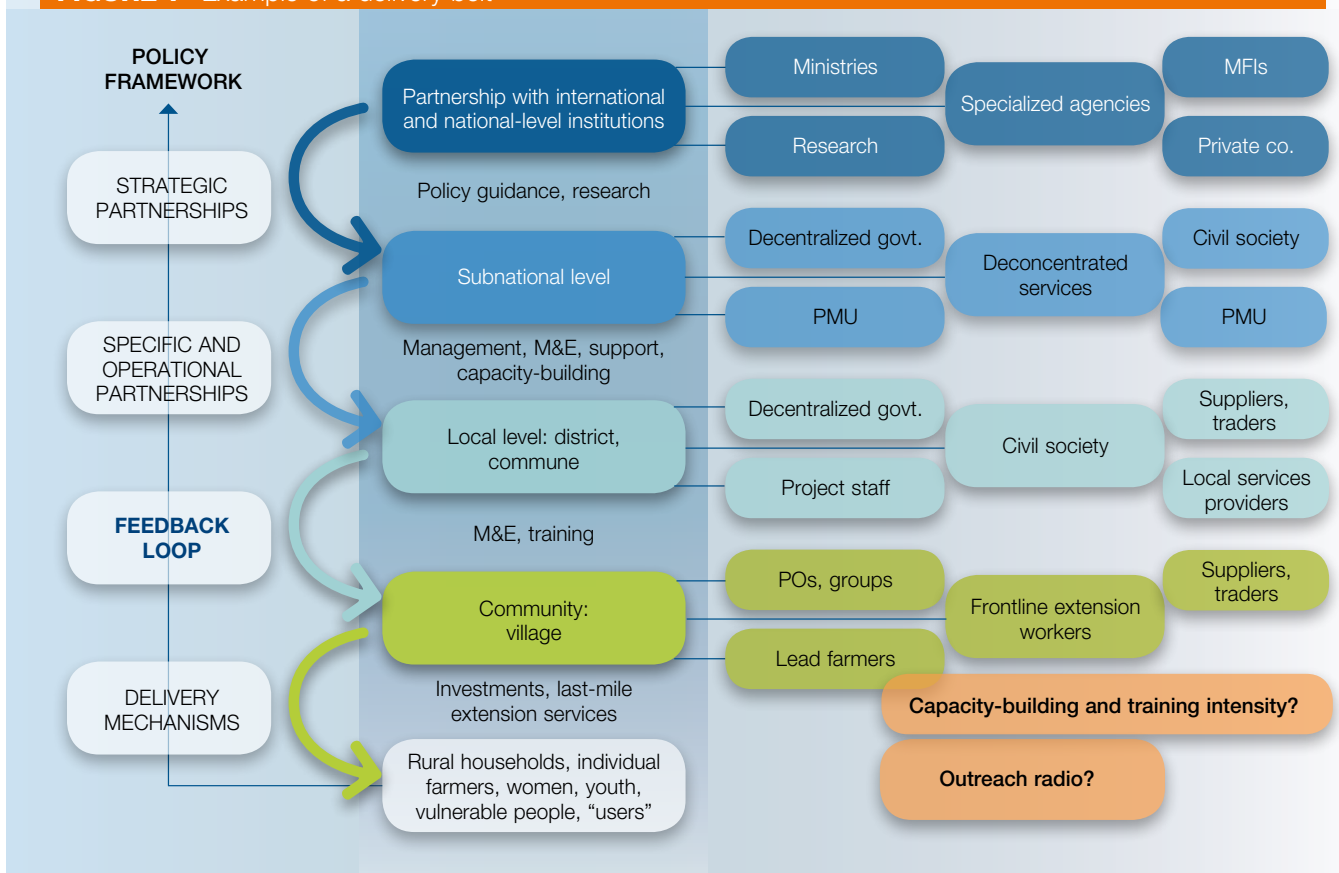 Example of a delivery belt
POLICY
FRAMEWORK
STRATEGIC
PARTNERSHIPS
SPECIFIC AND
OPERATIONAL
PARTNERSHIPS
FEEDBACK
LOOP
DELIVERY
MECHANISMS
Partnership with international
and national-level institutions
Policy guidance, research
Subnational level
Management, M&E, support,
capacity-building
Local level: district,
commune
M&E, training
Community:
village
Investments, last-mile
extension services
Rural households, individual
farmers, women, youth,
vulnerable people, “users”
Ministries
Research
Specialized agencies
MFIs
Private co.
Decentralized govt.
PMU
Deconcentrated
services
Civil society
PMU
Decentralized govt.
Project staff
Civil society
Suppliers,
traders
Local services
providers
POs, groups
Lead farmers
Frontline extension
workers
Suppliers,
traders
Capacity-building and training intensity?
Outreach radio?